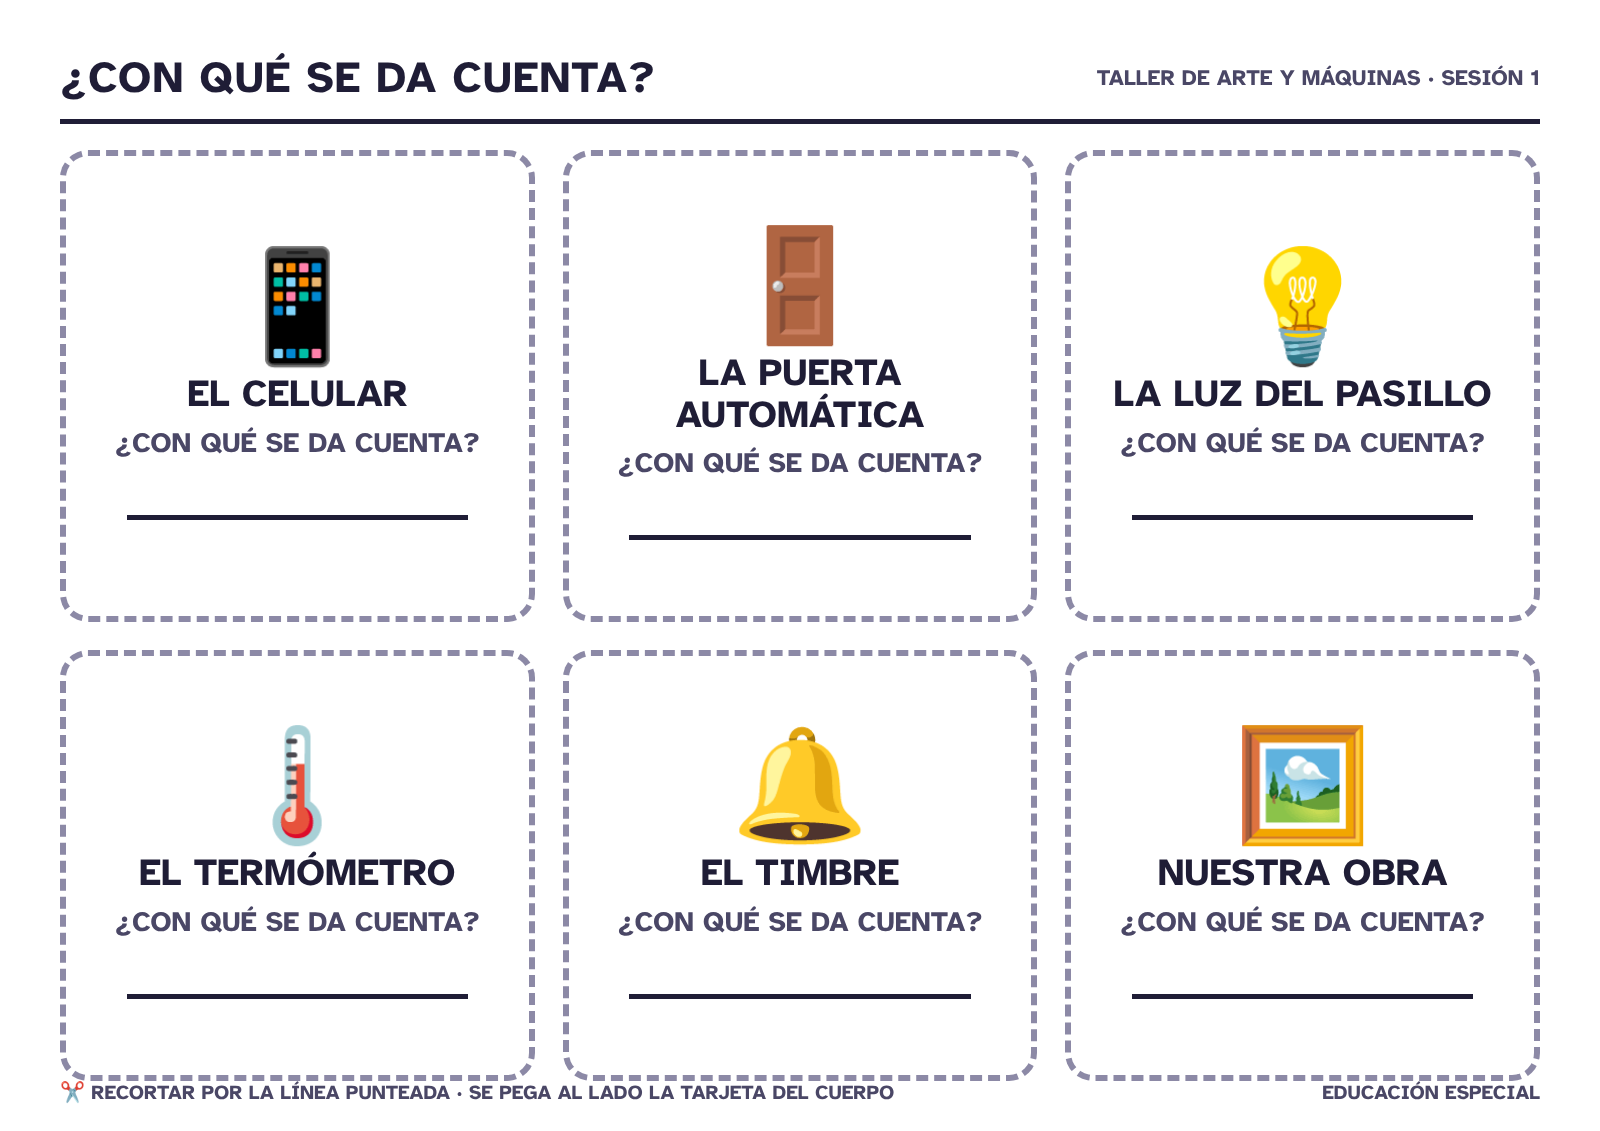 ¿CON QUÉ SE DA CUENTA?
TALLER DE ARTE Y MÁQUINAS · SESIÓN 1
EL CELULAR
¿CON QUÉ SE DA CUENTA?
LA PUERTA
AUTOMÁTICA
¿CON QUÉ SE DA CUENTA?
LA LUZ DEL PASILLO
¿CON QUÉ SE DA CUENTA?
EL TERMÓMETRO
¿CON QUÉ SE DA CUENTA?
EL TIMBRE
¿CON QUÉ SE DA CUENTA?
NUESTRA OBRA
¿CON QUÉ SE DA CUENTA?
RECORTAR POR LA LÍNEA PUNTEADA · SE PEGA AL LADO LA TARJETA DEL CUERPO
EDUCACIÓN ESPECIAL